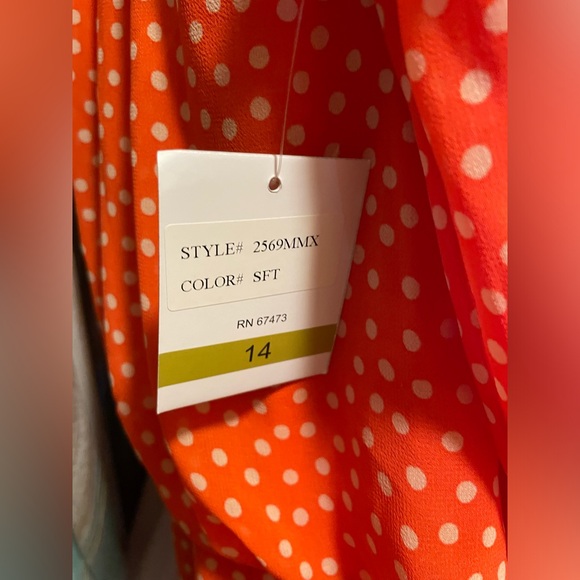 STYLE# 2569MMX
COLOR# SFT
RN 67473
14